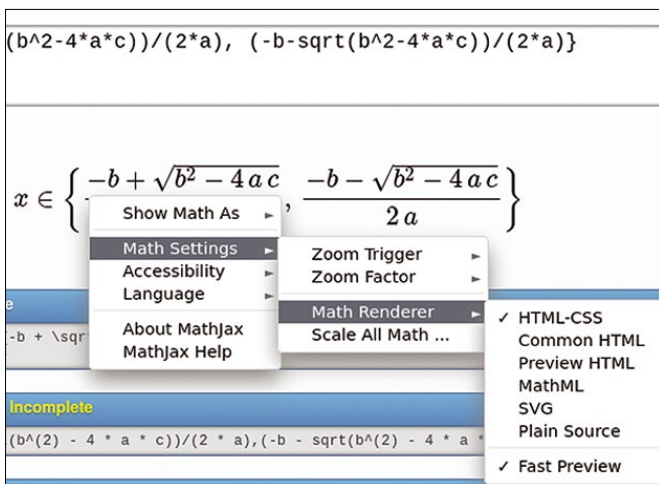 (b^2-4*a*c))/(2*a), (-b-sqrt(b^2-4*a*c))/(2*a)}
x ∈ { −b + √b² − 4 a c , −b − √b² − 4 a c / 2 a }
Show Math As
Math Settings
Accessibility
Language
About MathJax
MathJax Help
Zoom Trigger
Zoom Factor
Math Renderer
Scale All Math ...
✓ HTML-CSS
Common HTML
Preview HTML
MathML
SVG
Plain Source
✓ Fast Preview
e
-b + \sqr
Incomplete
(b^(2) - 4 * a * c))/(2 * a),(-b - sqrt(b^(2) - 4 * a *